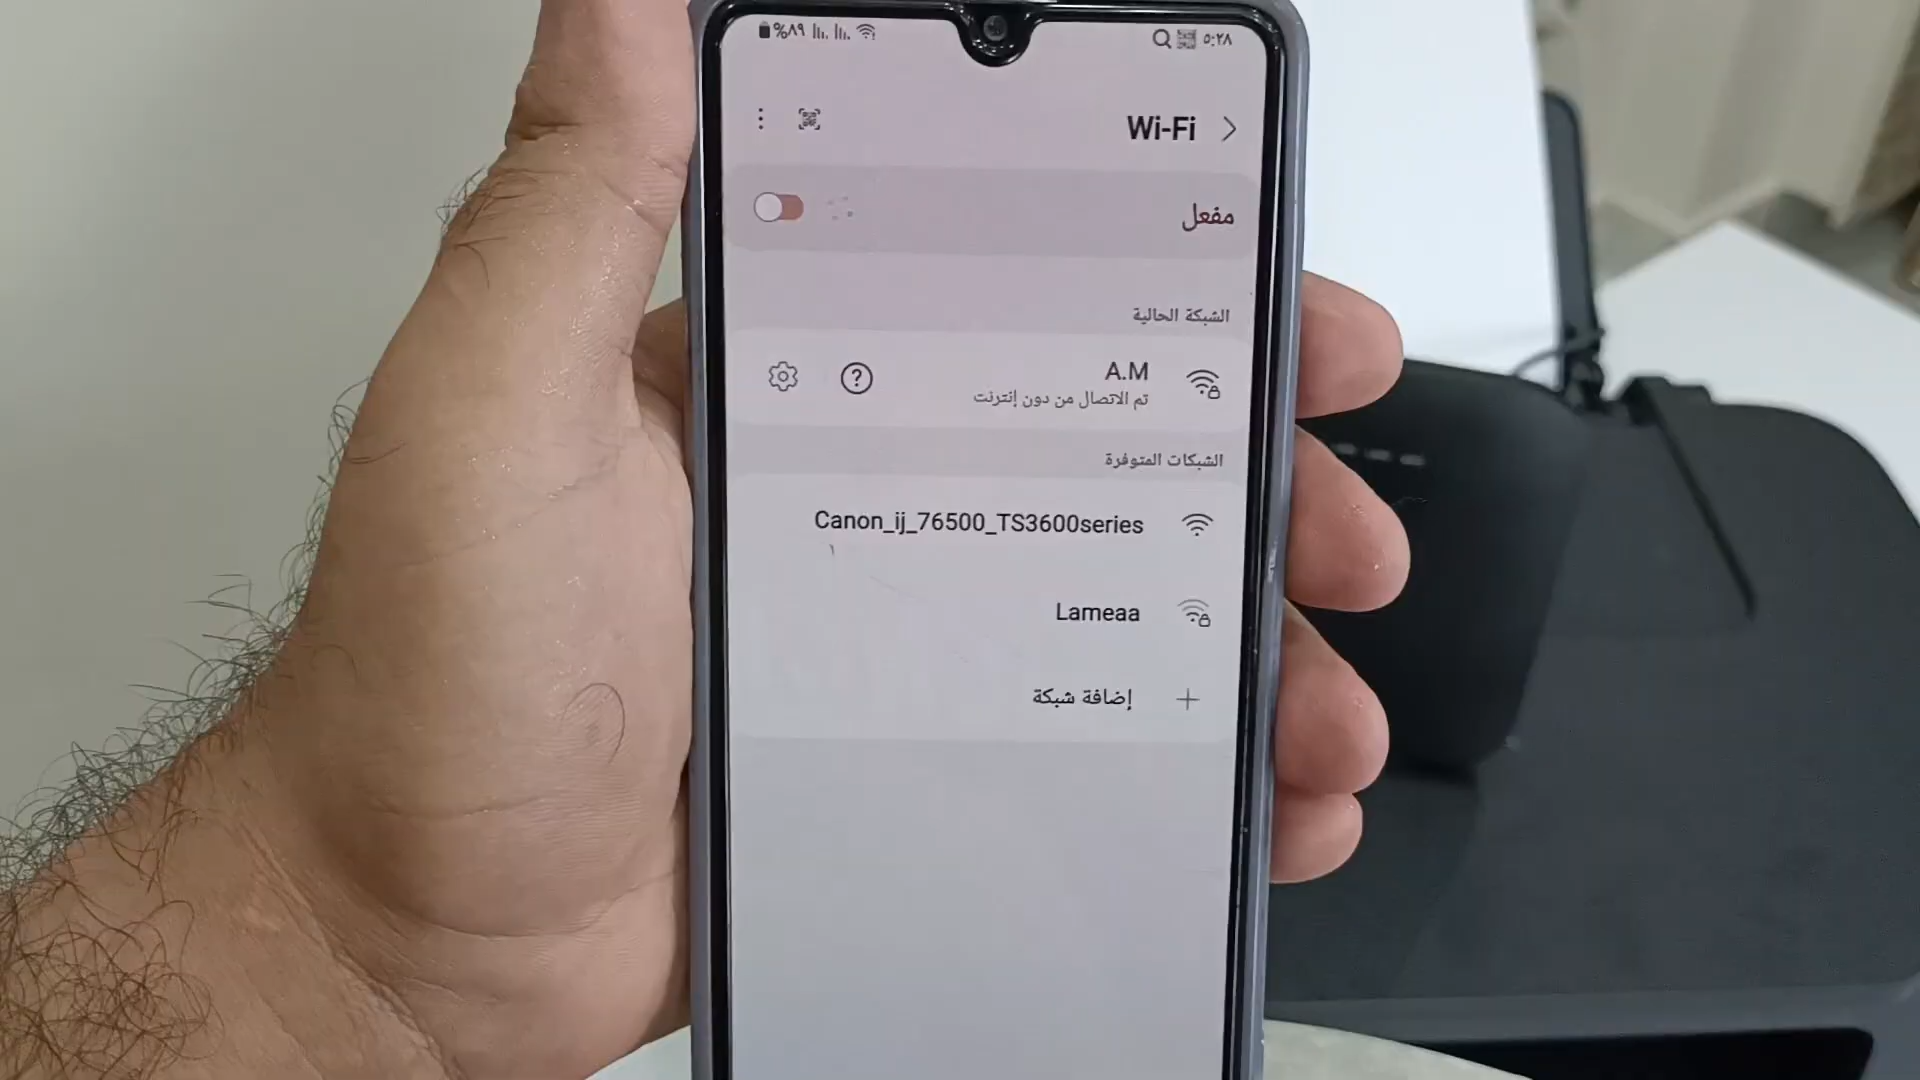 %٨٩
٥:٢٨
Wi-Fi
مفعل
الشبكة الحالية
A.M
تم الاتصال من دون إنترنت
الشبكات المتوفرة
Canon_ij_76500_TS3600series
Lameaa
إضافة شبكة